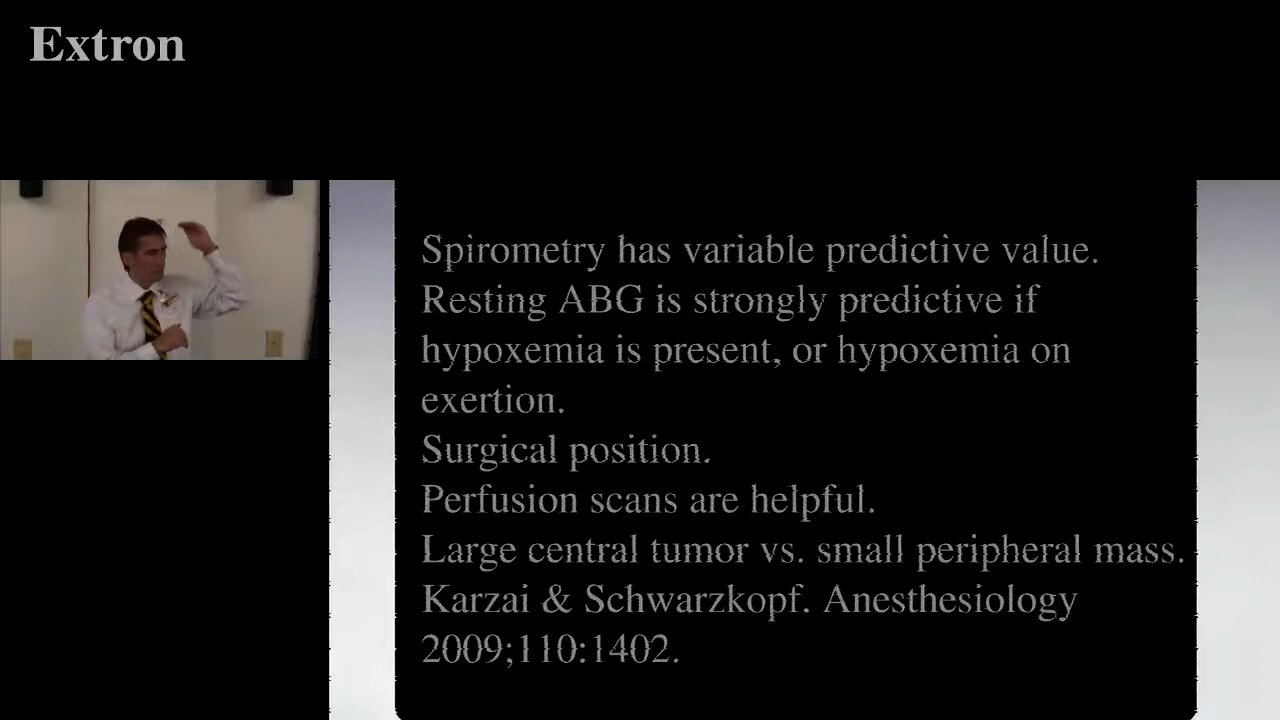 Extron
Spirometry has variable predictive value.
Resting ABG is strongly predictive if
hypoxemia is present, or hypoxemia on
exertion.
Surgical position.
Perfusion scans are helpful.
Large central tumor vs. small peripheral mass.
Karzai & Schwarzkopf. Anesthesiology
2009;110:1402.